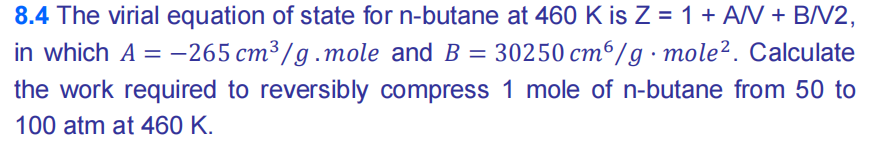 8.4 The virial equation of state for n-butane at 460 K is Z = 1 + A/V + B/V2,
in which A = −265 cm³/g.mole and B = 30250 cm⁶/g · mole². Calculate
the work required to reversibly compress 1 mole of n-butane from 50 to
100 atm at 460 K.